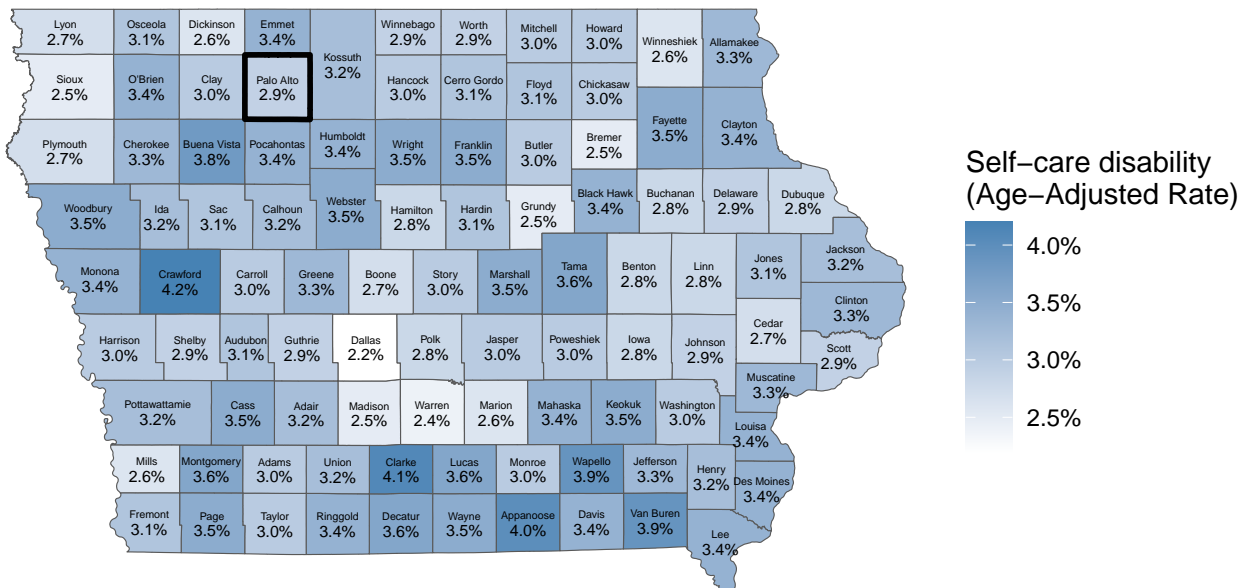 Lyon
2.7%
Osceola
3.1%
Dickinson
2.6%
Emmet
3.4%
Kossuth
3.2%
Winnebago
2.9%
Worth
2.9%
Mitchell
3.0%
Howard
3.0%
Winneshiek
2.6%
Allamakee
3.3%
Sioux
2.5%
O'Brien
3.4%
Clay
3.0%
Palo Alto
2.9%
Hancock
3.0%
Cerro Gordo
3.1%
Floyd
3.1%
Chickasaw
3.0%
Fayette
3.5%
Clayton
3.4%
Plymouth
2.7%
Cherokee
3.3%
Buena Vista
3.8%
Pocahontas
3.4%
Humboldt
3.4%
Wright
3.5%
Franklin
3.5%
Butler
3.0%
Bremer
2.5%
Woodbury
3.5%
Ida
3.2%
Sac
3.1%
Calhoun
3.2%
Webster
3.5%
Hamilton
2.8%
Hardin
3.1%
Grundy
2.5%
Black Hawk
3.4%
Buchanan
2.8%
Delaware
2.9%
Dubuque
2.8%
Monona
3.4%
Crawford
4.2%
Carroll
3.0%
Greene
3.3%
Boone
2.7%
Story
3.0%
Marshall
3.5%
Tama
3.6%
Benton
2.8%
Linn
2.8%
Jones
3.1%
Jackson
3.2%
Clinton
3.3%
Harrison
3.0%
Shelby
2.9%
Audubon
3.1%
Guthrie
2.9%
Dallas
2.2%
Polk
2.8%
Jasper
3.0%
Poweshiek
3.0%
Iowa
2.8%
Johnson
2.9%
Cedar
2.7%
Scott
2.9%
Muscatine
3.3%
Pottawattamie
3.2%
Cass
3.5%
Adair
3.2%
Madison
2.5%
Warren
2.4%
Marion
2.6%
Mahaska
3.4%
Keokuk
3.5%
Washington
3.0%
Louisa
3.4%
Mills
2.6%
Montgomery
3.6%
Adams
3.0%
Union
3.2%
Clarke
4.1%
Lucas
3.6%
Monroe
3.0%
Wapello
3.9%
Jefferson
3.3%
Henry
3.2%
Des Moines
3.4%
Fremont
3.1%
Page
3.5%
Taylor
3.0%
Ringgold
3.4%
Decatur
3.6%
Wayne
3.5%
Appanoose
4.0%
Davis
3.4%
Van Buren
3.9%
Lee
3.4%
Self−care disability
(Age−Adjusted Rate)
4.0%
3.5%
3.0%
2.5%